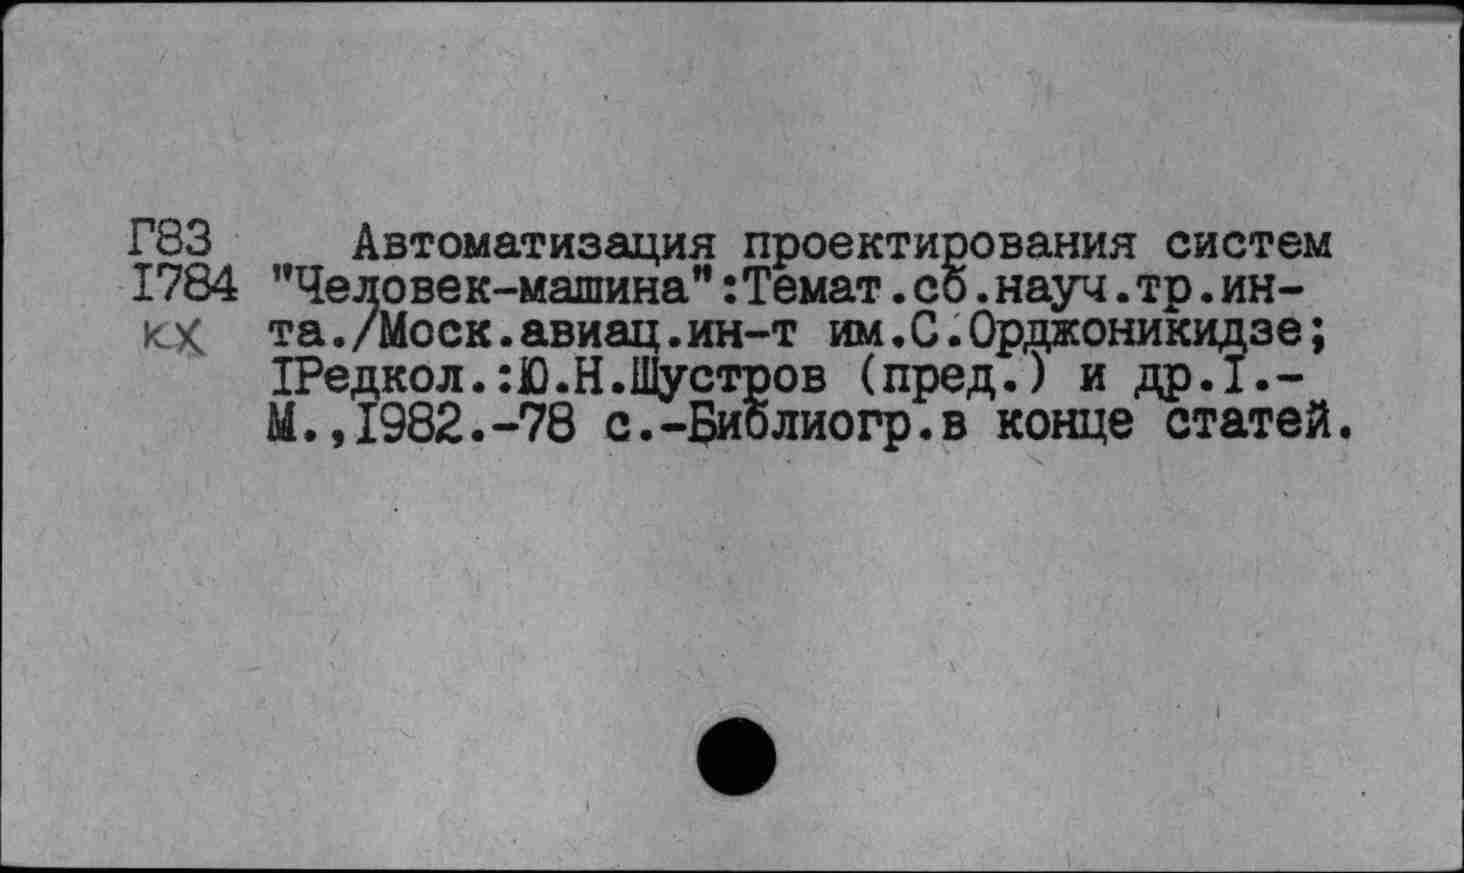 Г83 Автоматизация проектирования систем
I784 "Человек-машина":Темат.сб.науч.тр.ин-
кх та./Моск.авиац.ин-т им.С.Орджоникидзе;
IРедкол.:Ю.Н.Шустров (пред.) и др.I.-
М.,I982.-78 с.-Библиогр.в конце статей.